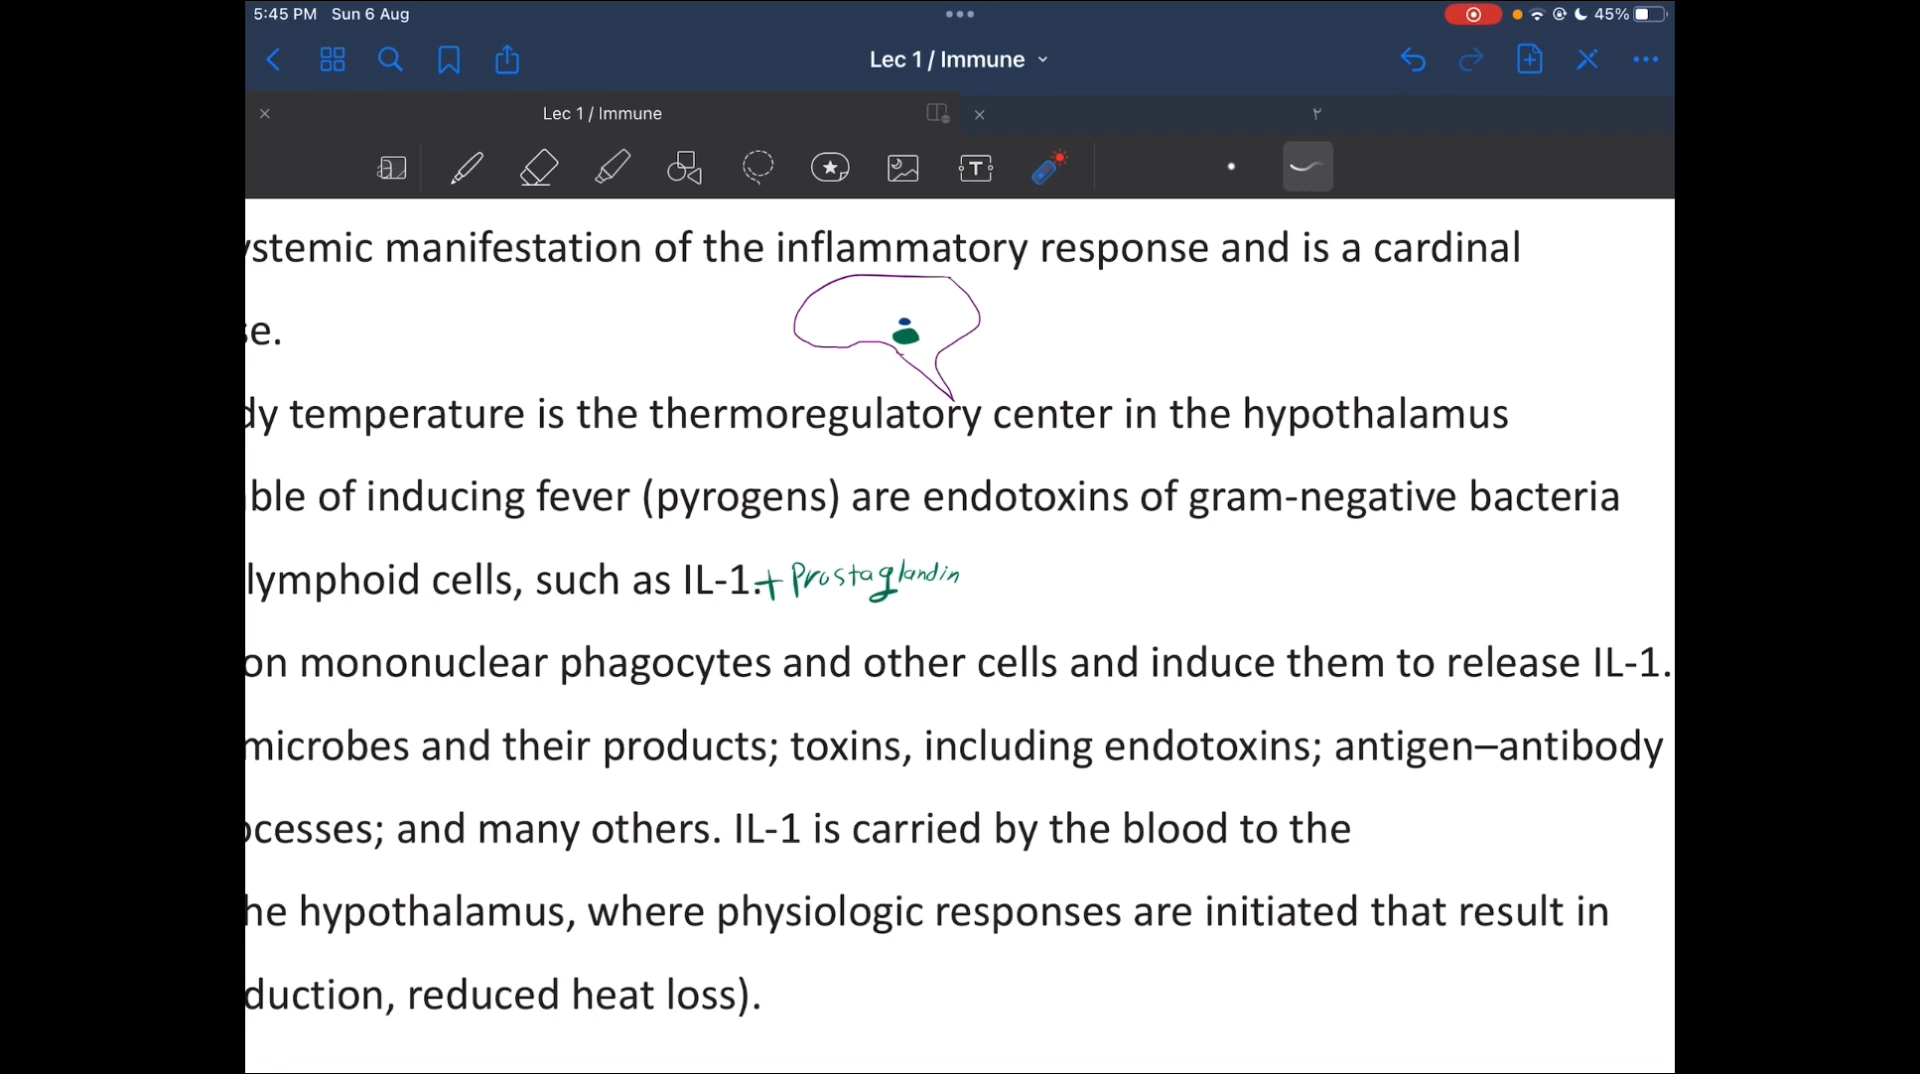 5:45 PM Sun 6 Aug
45%
Lec 1 / Immune
Lec 1 / Immune
٢
T
ystemic manifestation of the inflammatory response and is a cardinal
se.
dy temperature is the thermoregulatory center in the hypothalamus
ble of inducing fever (pyrogens) are endotoxins of gram-negative bacteria
lymphoid cells, such as IL-1.+ Prostaglandin
on mononuclear phagocytes and other cells and induce them to release IL-1.
microbes and their products; toxins, including endotoxins; antigen–antibody
ocesses; and many others. IL-1 is carried by the blood to the
he hypothalamus, where physiologic responses are initiated that result in
duction, reduced heat loss).